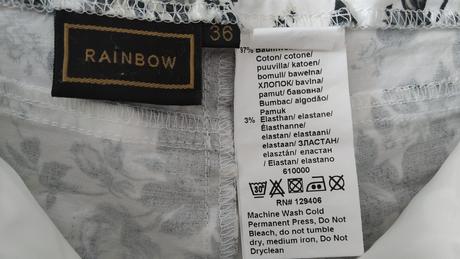 RAINBOW
36
97% Baumwolle/
Coton/ cotone/
puuvilla/ katoen/
bomull/ bawełna/
ХЛОПОК/ bavlna/
pamut/ бавовна/
Bumbac/ algodão/
Pamuk
3% Elasthan/ elastane/
Élasthanne/
elastan/ elastaani/
elastaan/ ЭЛАСТАН/
elasztán/ еластан
/ Elastan/ elastano
610000
30
RN# 129406
Machine Wash Cold
Permanent Press, Do Not
Bleach, do not tumble
dry, medium iron, Do Not
Dryclean